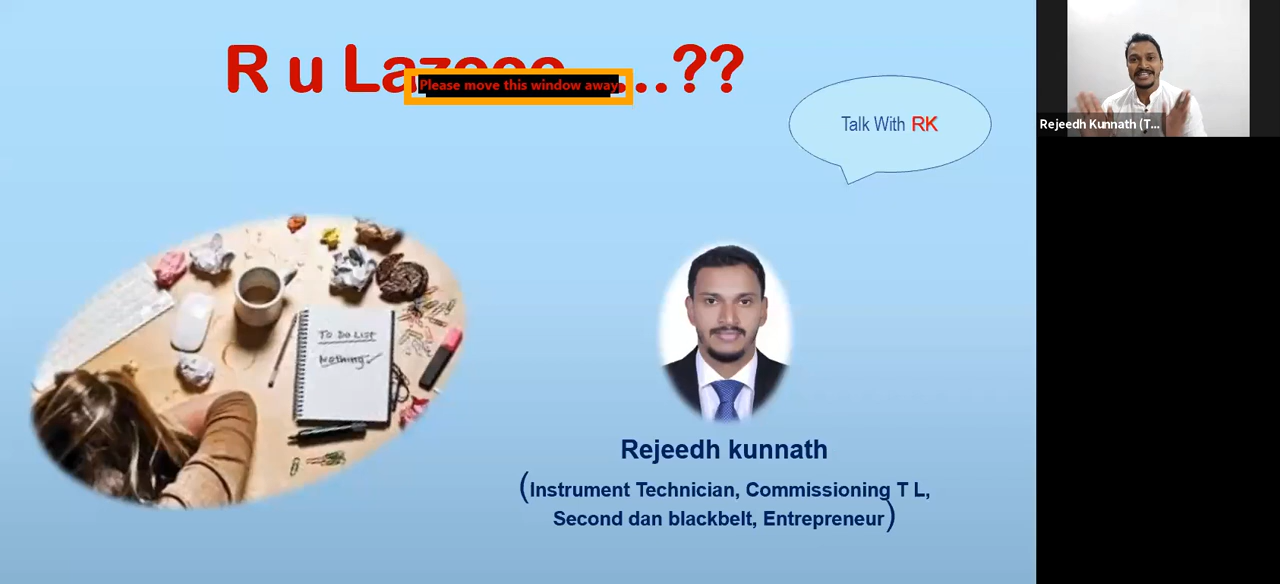 R u Lazeee.....??
Please move this window away
Talk With RK
Rejeedh Kunnath (T...
To Do List
Nothing
Rejeedh kunnath
(Instrument Technician, Commissioning T L,
Second dan blackbelt, Entrepreneur)